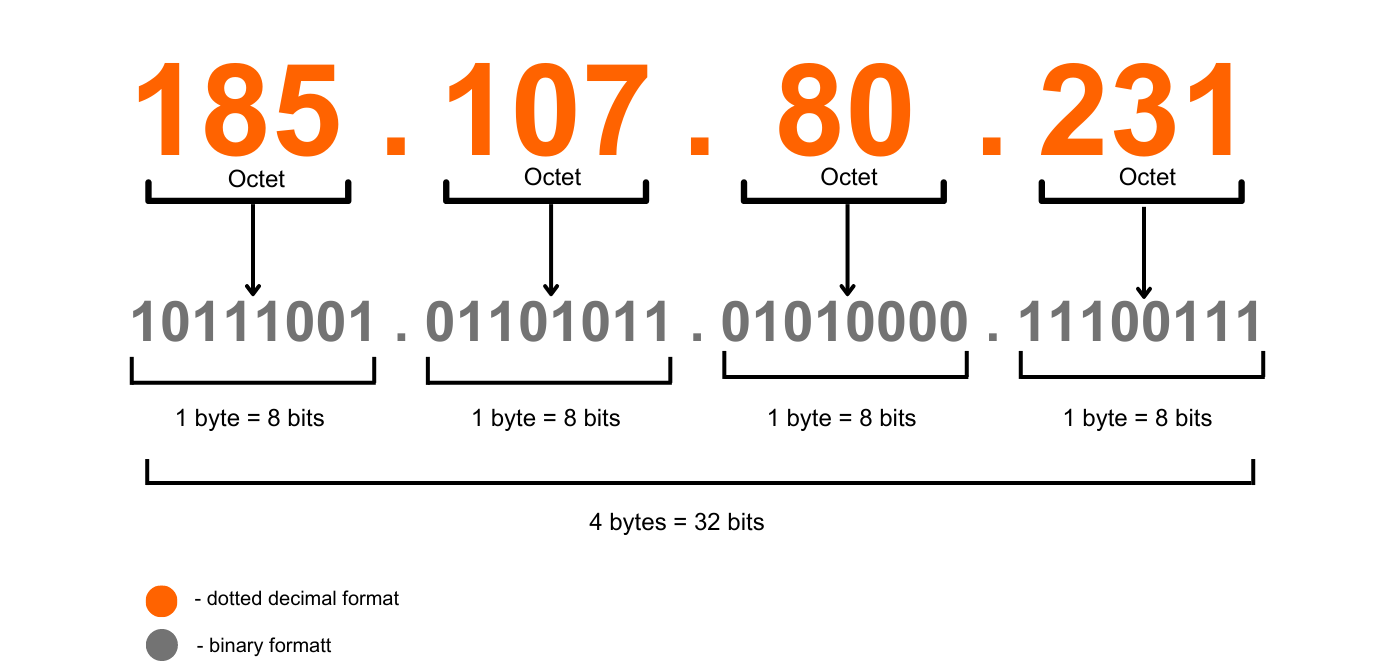 185 . 107 . 80 . 231
Octet Octet Octet Octet
10111001 . 01101011 . 01010000 . 11100111
1 byte = 8 bits 1 byte = 8 bits 1 byte = 8 bits 1 byte = 8 bits
4 bytes = 32 bits
- dotted decimal format
- binary formatt